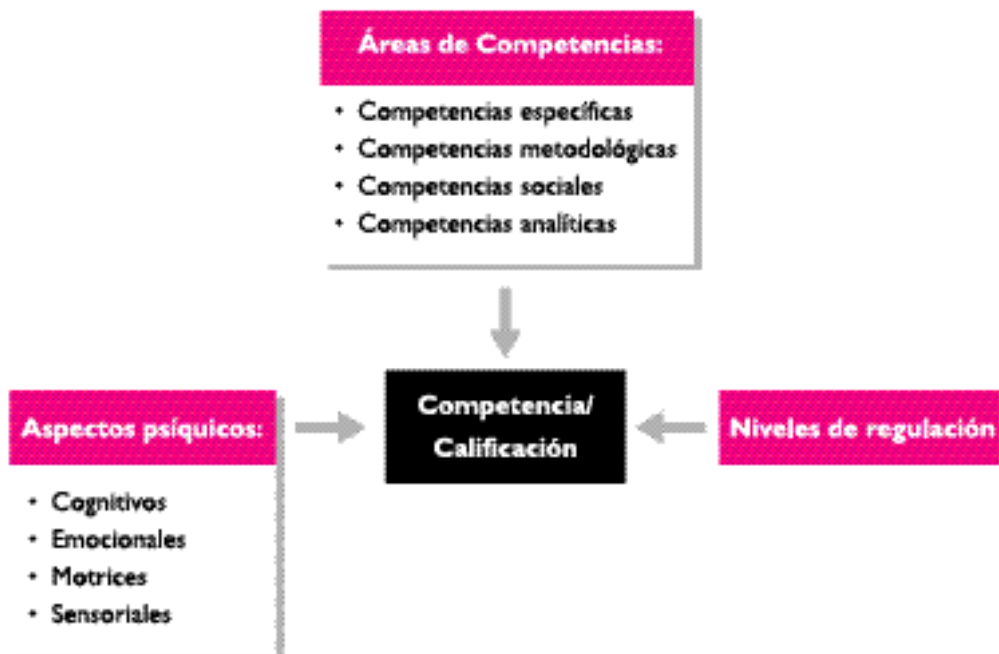 Áreas de Competencias:
• Competencias específicas
• Competencias metodológicas
• Competencias sociales
• Competencias analíticas
Competencia/
Calificación
Aspectos psíquicos:
• Cognitivos
• Emocionales
• Motrices
• Sensoriales
Niveles de regulación